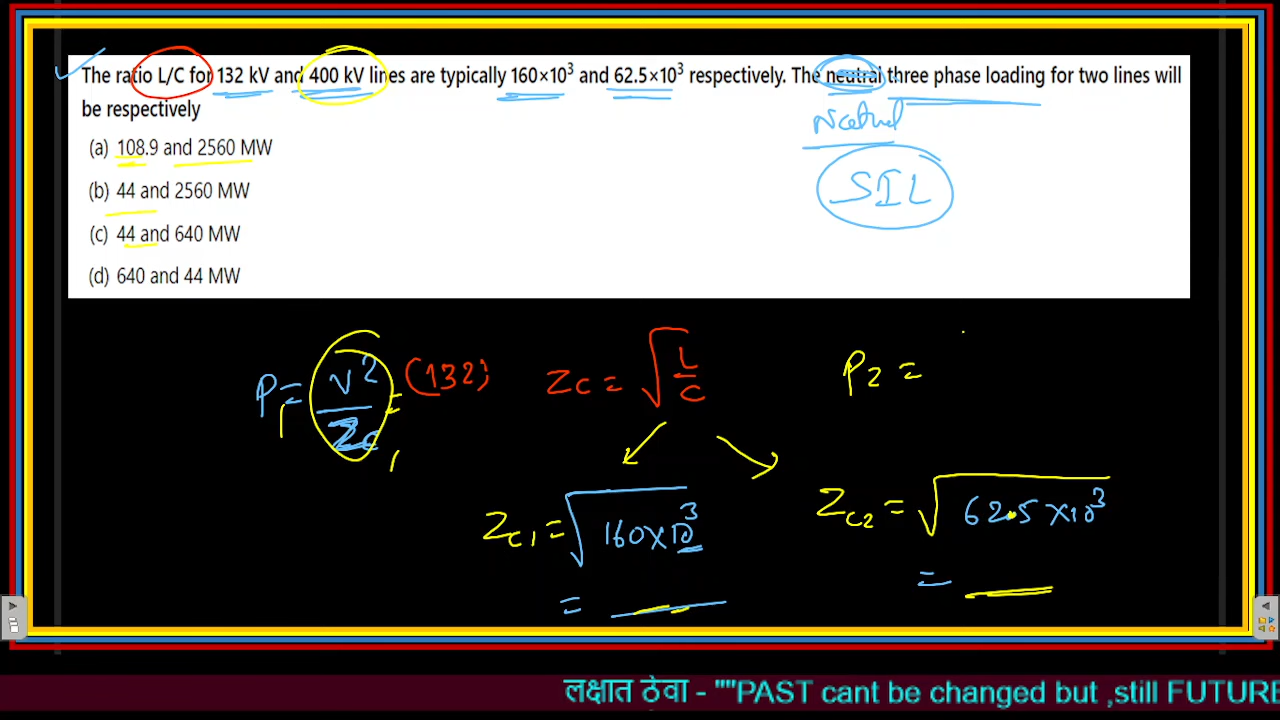 The ratio L/C for 132 kV and 400 kV lines are typically 160×10³ and 62.5×10³ respectively. The neutral three phase loading for two lines will
be respectively
Natural
(a) 108.9 and 2560 MW
(b) 44 and 2560 MW
SIL
(c) 44 and 640 MW
(d) 640 and 44 MW
P1 = V²/Zc1 = (132)
Zc = √L/C
P2 =
Zc1 = √160×10³
=
Zc2 = √62.5×10³
=
लक्षात ठेवा - ""PAST cant be changed but ,still FUTURE